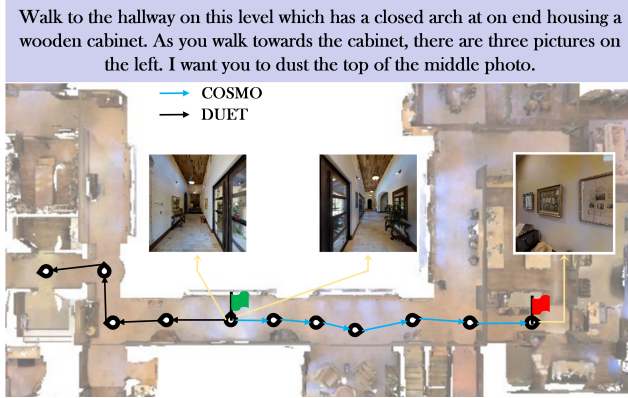 Walk to the hallway on this level which has a closed arch at on end housing a
wooden cabinet. As you walk towards the cabinet, there are three pictures on
the left. I want you to dust the top of the middle photo.
COSMO
DUET